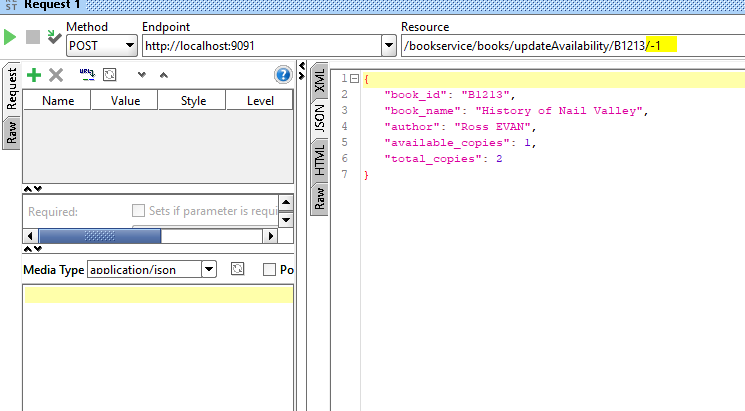 REST Request 1
Method Endpoint Resource
POST http://localhost:9091 /bookservice/books/updateAvailability/B1213/-1
Request
Raw
URL?
Name Value Style Level
Required: Sets if parameter is requi
Media Type application/json Po
XML
JSON
HTML
Raw
1 {
2 "book_id": "B1213",
3 "book_name": "History of Nail Valley",
4 "author": "Ross EVAN",
5 "available_copies": 1,
6 "total_copies": 2
7 }